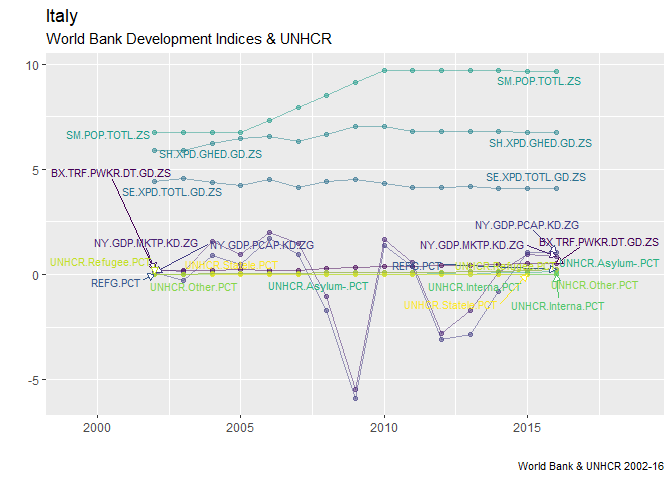 Italy
World Bank Development Indices & UNHCR
10
SM.POP.TOTL.ZS
SM.POP.TOTL.ZS
SH.XPD.GHED.GD.ZS
SH.XPD.GHED.GD.ZS
5
BX.TRF.PWKR.DT.GD.ZS
SE.XPD.TOTL.GD.ZS
SE.XPD.TOTL.GD.ZS
NY.GDP.PCAP.KD.ZG
NY.GDP.MKTP.KD.ZG
NY.GDP.PCAP.KD.ZG
NY.GDP.MKTP.KD.ZG
BX.TRF.PWKR.DT.GD.ZS
UNHCR.Refugee.PCT
REFG.PCT
UNHCR.Asylum-.PCT
0
REFG.PCT
UNHCR.Other.PCT
UNHCR.Asylum-.PCT
UNHCR.Interna.PCT
UNHCR.Other.PCT
UNHCR.Statele.PCT
UNHCR.Interna.PCT
-5
2000
2005
2010
2015
World Bank & UNHCR 2002-16